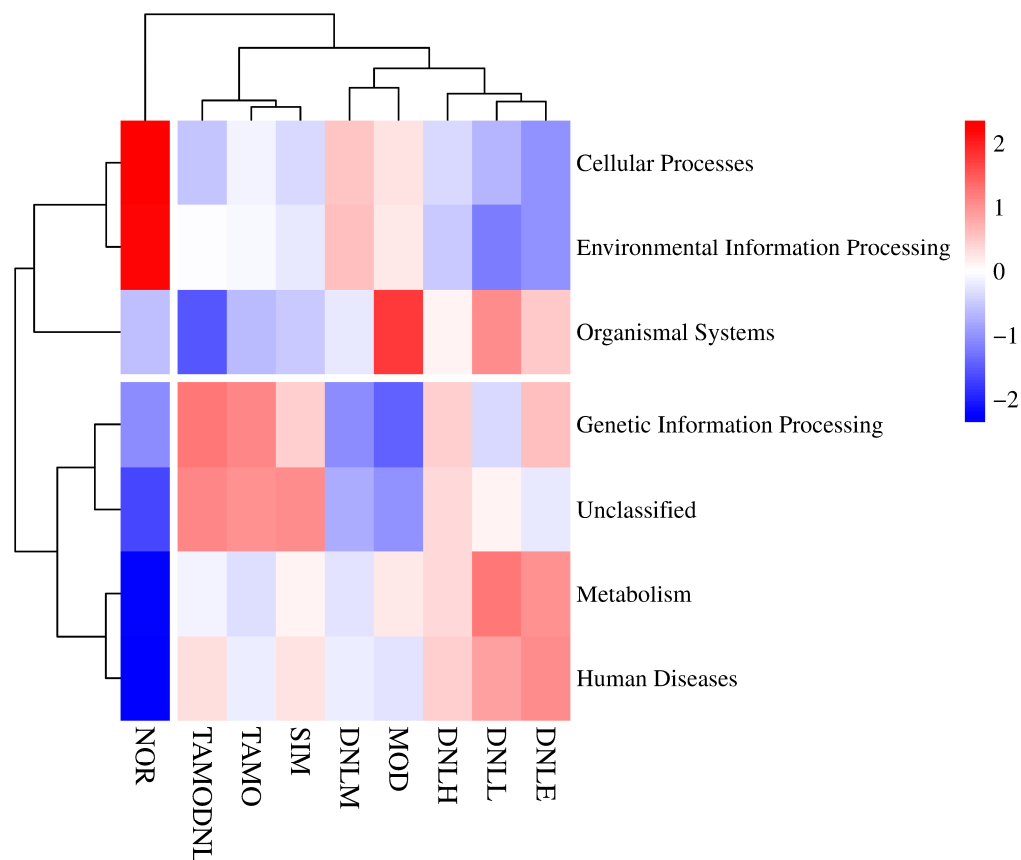 Cellular Processes
Environmental Information Processing
Organismal Systems
Genetic Information Processing
Unclassified
Metabolism
Human Diseases
2
1
0
−1
−2
NOR
TAMODNL
TAMO
SIM
DNLM
MOD
DNLH
DNLL
DNLE